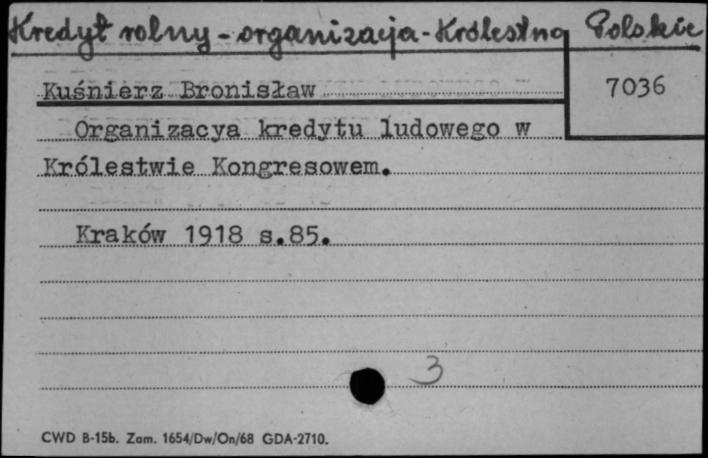 Kredyt rolny - organizacja - Królestwo Polskie
Kuśnierz Bronisław
7036
Organizacya kredytu ludowego w
Królestwie Kongresowem.
Kraków 1918 s.85.
3
CWD B-15b. Zam. 1654/Dw/On/68 GDA-2710.